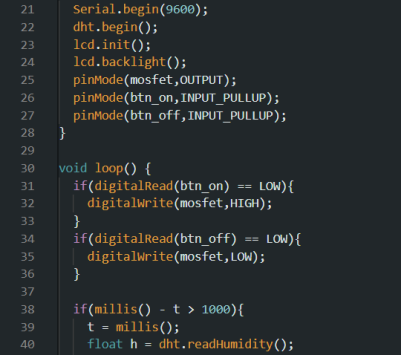 21 Serial.begin(9600);
22 dht.begin();
23 lcd.init();
24 lcd.backlight();
25 pinMode(mosfet,OUTPUT);
26 pinMode(btn_on,INPUT_PULLUP);
27 pinMode(btn_off,INPUT_PULLUP);
28 }
29
30 void loop() {
31 if(digitalRead(btn_on) == LOW){
32 digitalWrite(mosfet,HIGH);
33 }
34 if(digitalRead(btn_off) == LOW){
35 digitalWrite(mosfet,LOW);
36 }
37
38 if(millis() - t > 1000){
39 t = millis();
40 float h = dht.readHumidity();